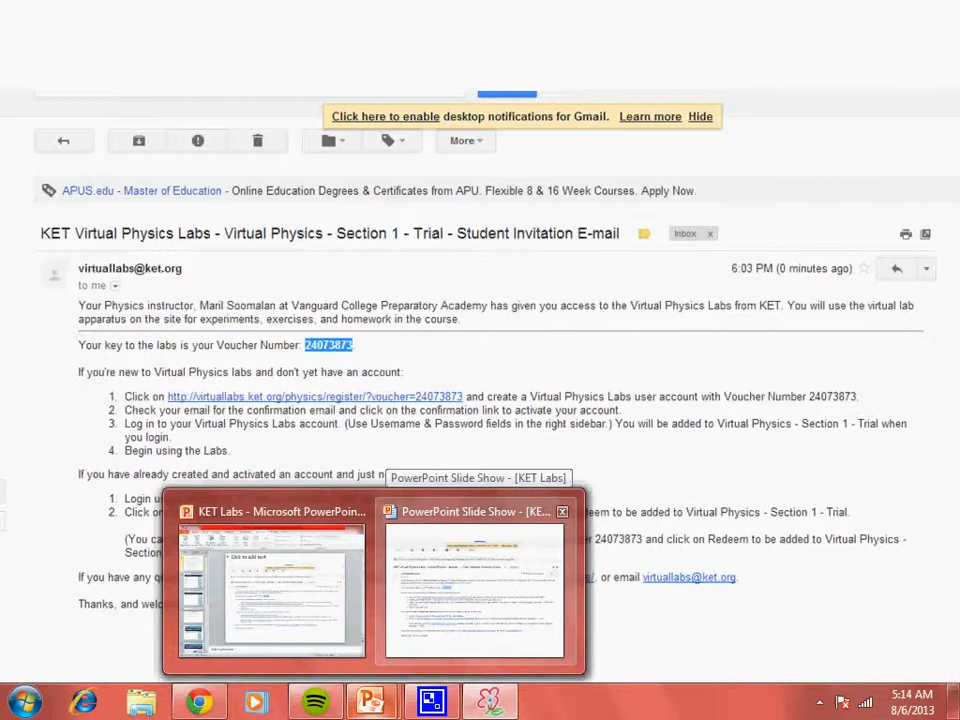 Click here to enable desktop notifications for Gmail. Learn more Hide
More
APUS.edu - Master of Education - Online Education Degrees & Certificates from APU. Flexible 8 & 16 Week Courses. Apply Now.
KET Virtual Physics Labs - Virtual Physics - Section 1 - Trial - Student Invitation E-mail
Inbox x
virtuallabs@ket.org
6:03 PM (0 minutes ago)
to me
Your Physics instructor, Maril Soomalan at Vanguard College Preparatory Academy has given you access to the Virtual Physics Labs from KET. You will use the virtual lab
apparatus on the site for experiments, exercises, and homework in the course.
Your key to the labs is your Voucher Number: 24073873.
If you're new to Virtual Physics labs and don't yet have an account:
1. Click on http://virtuallabs.ket.org/physics/register/?voucher=24073873 and create a Virtual Physics Labs user account with Voucher Number 24073873.
2. Check your email for the confirmation email and click on the confirmation link to activate your account.
3. Log in to your Virtual Physics Labs account. (Use Username & Password fields in the right sidebar.) You will be added to Virtual Physics - Section 1 - Trial when
you login.
4. Begin using the Labs.
If you have already created and activated an account and just n
PowerPoint Slide Show - [KET Labs]
1. Login u
2. Click on
em to be added to Virtual Physics - Section 1 - Trial.
(You ca
er 24073873 and click on Redeem to be added to Virtual Physics -
Section
If you have any qu
s/, or email virtuallabs@ket.org.
Thanks, and welc
KET Labs - Microsoft PowerPoin...
PowerPoint Slide Show - [KE...
Click to add text
5:14 AM
8/6/2013